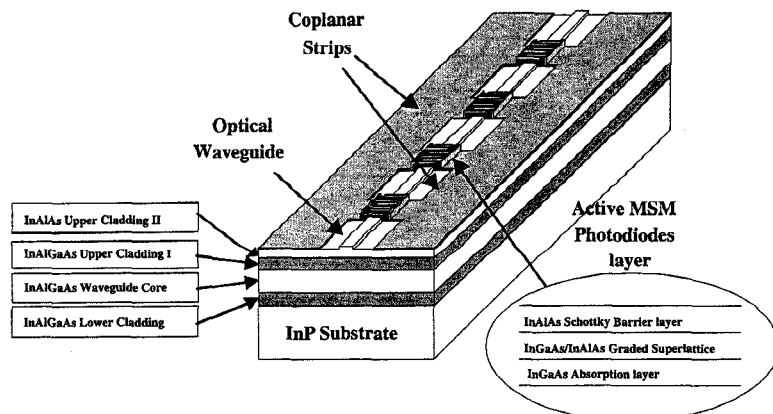 Coplanar
Strips
Optical
Waveguide
InAlAs Upper Cladding II
InAlGaAs Upper Cladding I
InAlGaAs Waveguide Core
InAlGaAs Lower Cladding
InP Substrate
Active MSM
Photodiodes
layer
InAlAs Schottky Barrier layer
InGaAs/InAlAs Graded Superlattice
InGaAs Absorption layer